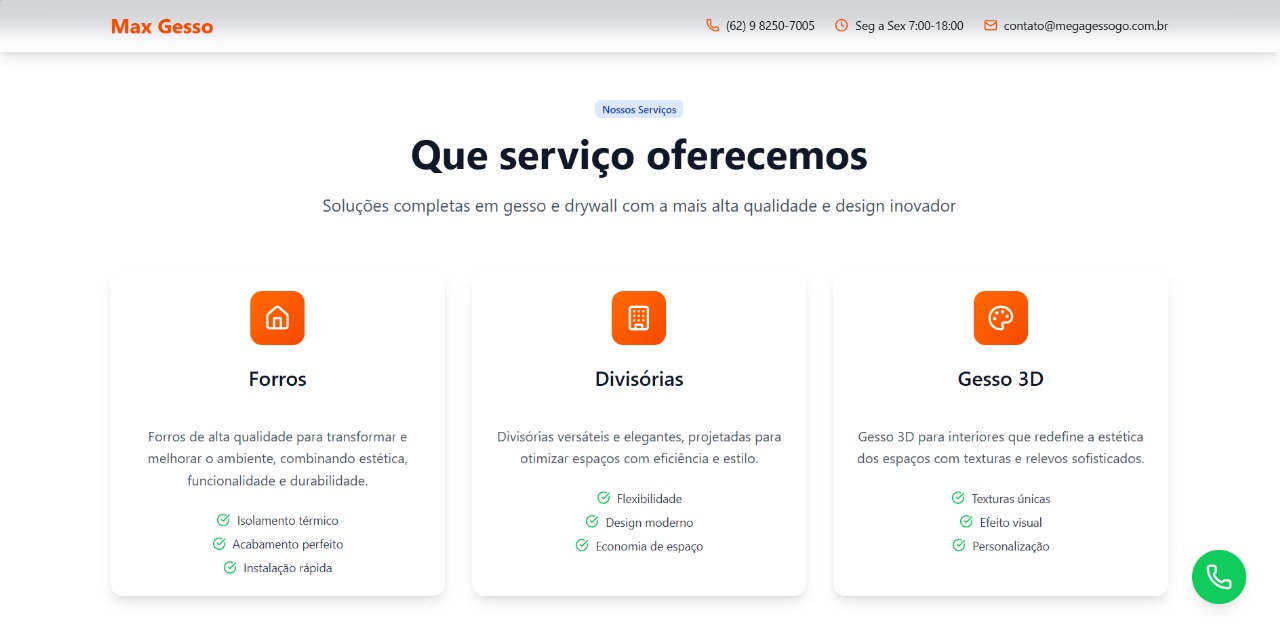 Max Gesso
(62) 9 8250-7005
Seg a Sex 7:00-18:00
contato@megagessogo.com.br
Nossos Serviços
Que serviço oferecemos
Soluções completas em gesso e drywall com a mais alta qualidade e design inovador
Forros
Forros de alta qualidade para transformar e
melhorar o ambiente, combinando estética,
funcionalidade e durabilidade.
Isolamento térmico
Acabamento perfeito
Instalação rápida
Divisórias
Divisórias versáteis e elegantes, projetadas para
otimizar espaços com eficiência e estilo.
Flexibilidade
Design moderno
Economia de espaço
Gesso 3D
Gesso 3D para interiores que redefine a estética
dos espaços com texturas e relevos sofisticados.
Texturas únicas
Efeito visual
Personalização